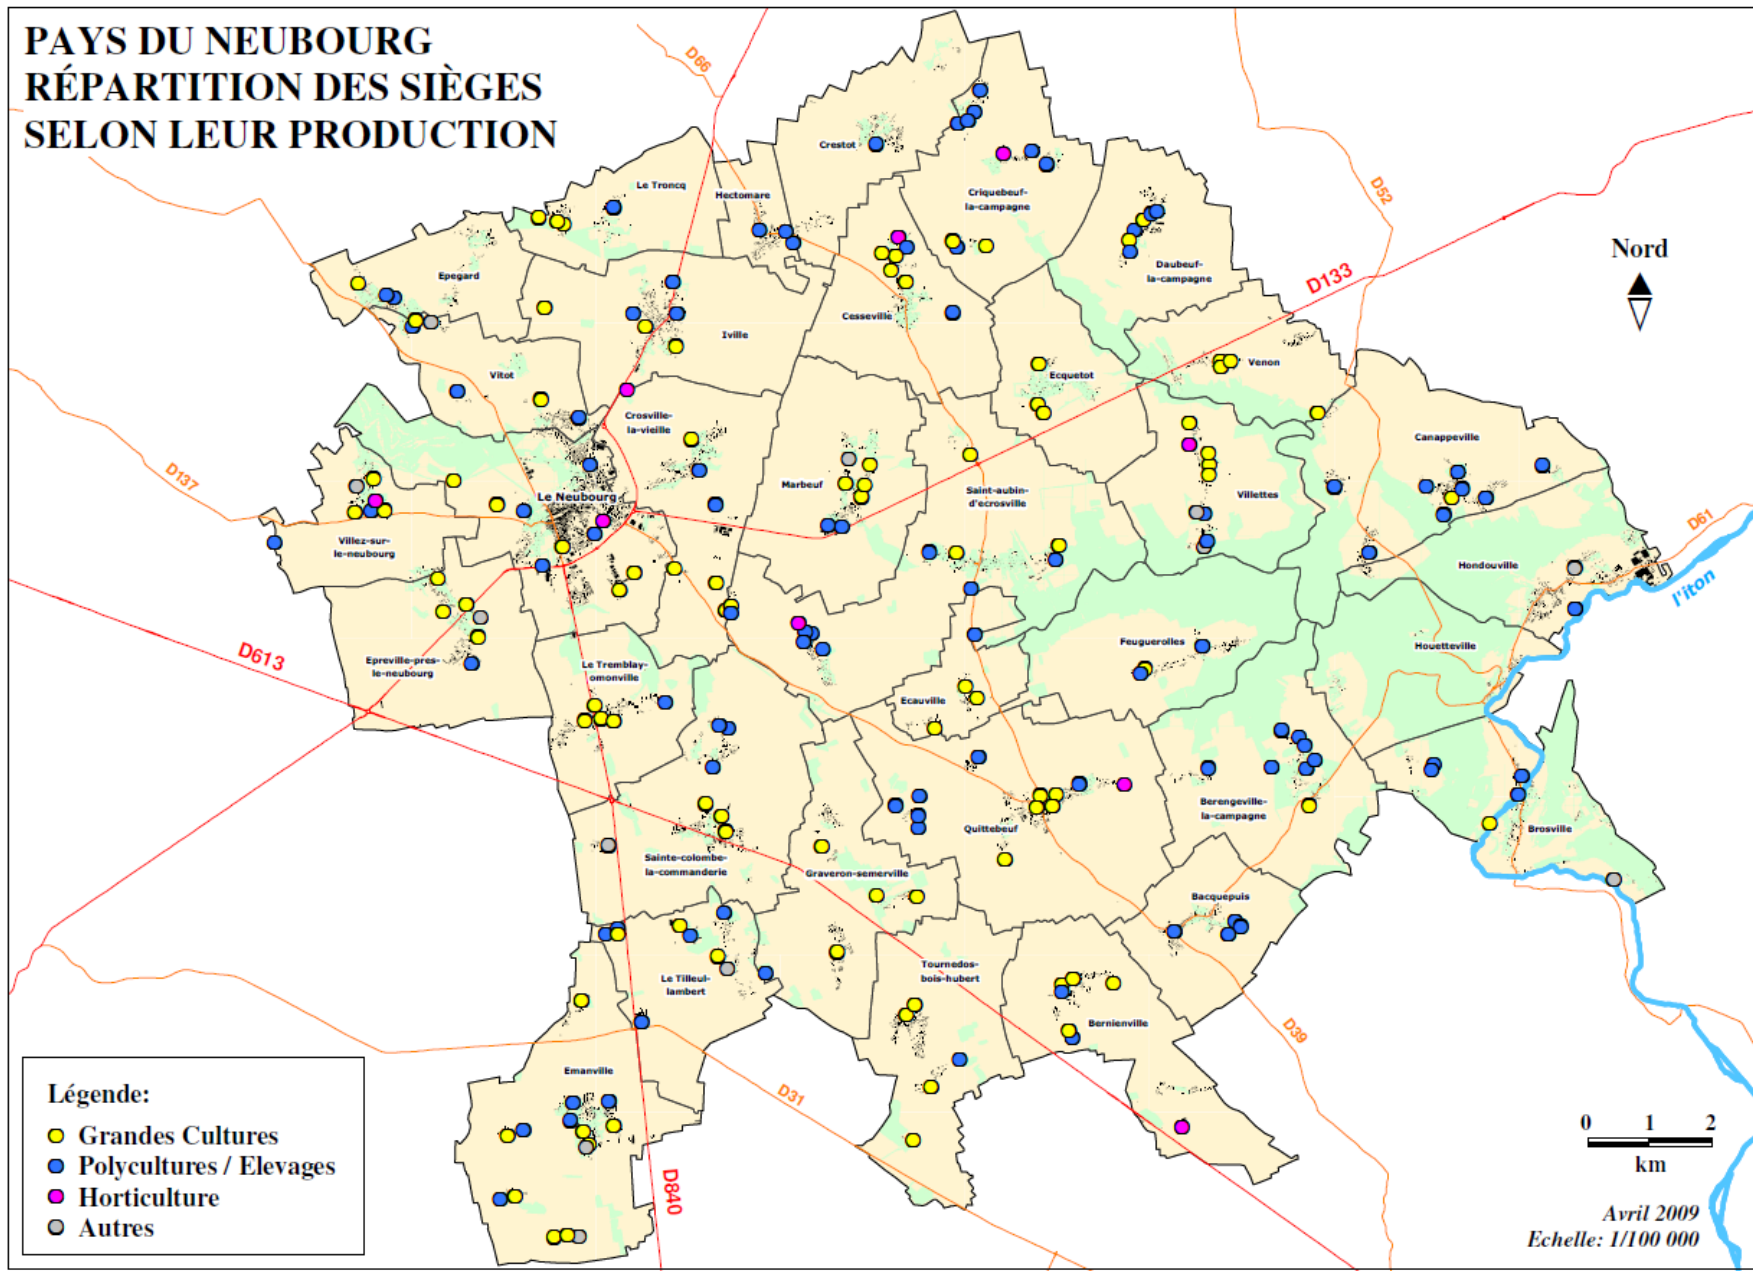 PAYS DU NEUBOURG
RÉPARTITION DES SIÈGES
SELON LEUR PRODUCTION
D66
Crestot
Le Troncq
Hectomare
Criquebeuf-
la-campagne
D52
Nord
Epegard
Daubeuf-
la-campagne
D133
Cesseville
Iville
Vitot
Ecquetot
Venon
Crosville-
la-vieille
Canappeville
D137
Marbeuf
Saint-aubin-
d'ecrosville
Villettes
Le Neubourg
D61
Villez-sur-
le-neubourg
Hondouville
l'iton
D613
Feuguerolles
Houetteville
Epreville-pres-
le-neubourg
Le Tremblay-
omonville
Ecauville
Berengeville-
la-campagne
Quittebeuf
Brosville
Sainte-colombe-
la-commanderie
Graveron-semerville
Bacquepuis
Le Tilleul-
lambert
Tournedos-
bois-hubert
Bernienville
D39
Emanville
D31
D840
Légende:
Grandes Cultures
Polycultures / Elevages
Horticulture
Autres
0 1 2
km
Avril 2009
Echelle: 1/100 000